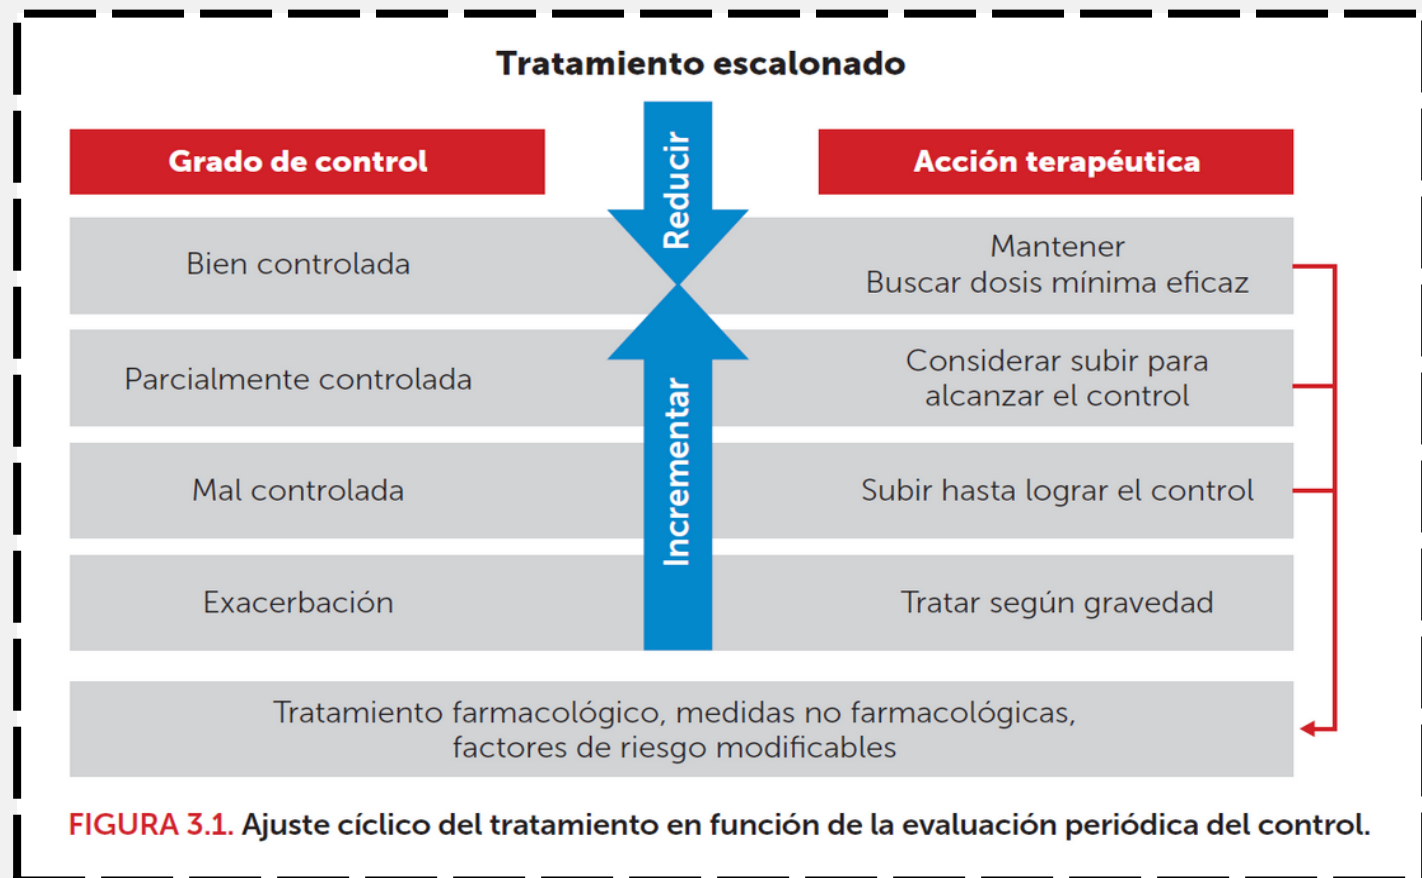 Tratamiento escalonado
Grado de control
Reducir
Acción terapéutica
Bien controlada
Mantener
Buscar dosis mínima eficaz
Parcialmente controlada
Incrementar
Considerar subir para
alcanzar el control
Mal controlada
Subir hasta lograr el control
Exacerbación
Tratar según gravedad
Tratamiento farmacológico, medidas no farmacológicas,
factores de riesgo modificables
FIGURA 3.1. Ajuste cíclico del tratamiento en función de la evaluación periódica del control.